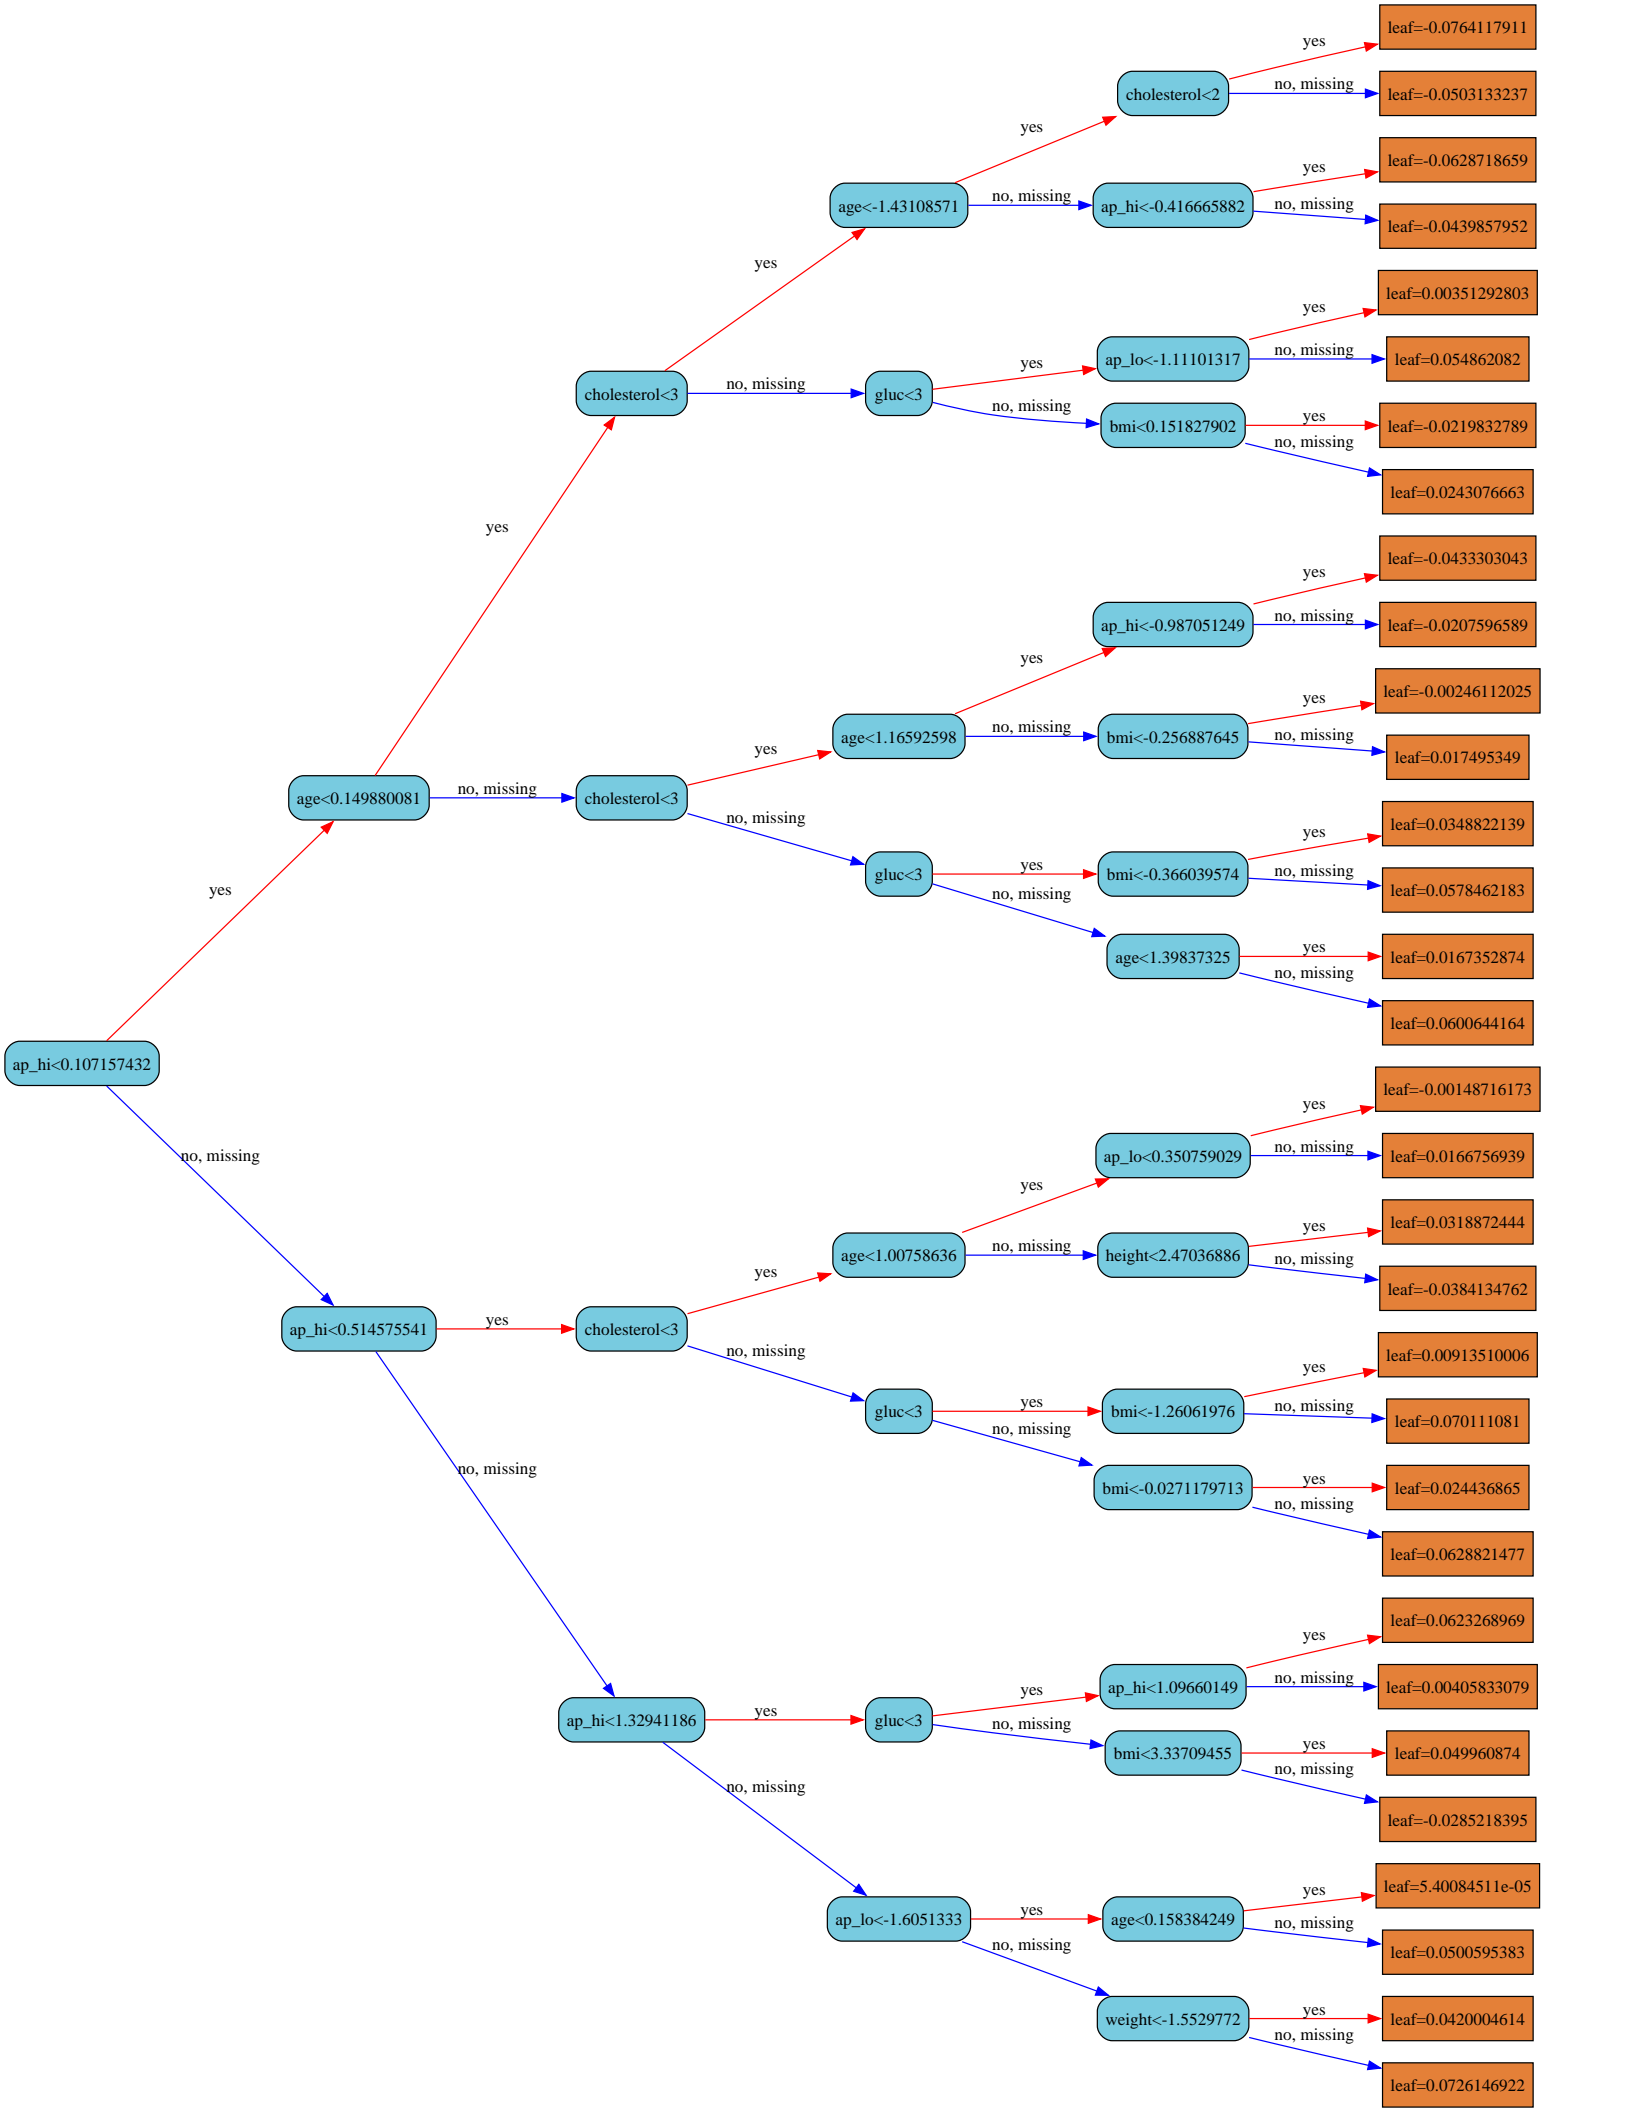 leaf=-0.0764117911
yes
cholesterol<2
no, missing
leaf=-0.0503133237
yes
leaf=-0.0628718659
yes
age<-1.43108571
no, missing
ap_hi<-0.416665882
no, missing
leaf=-0.0439857952
yes
leaf=0.00351292803
yes
ap_lo<-1.11101317
no, missing
leaf=0.054862082
yes
cholesterol<3
no, missing
gluc<3
no, missing
bmi<0.151827902
yes
leaf=-0.0219832789
no, missing
leaf=0.0243076663
yes
leaf=-0.0433303043
yes
ap_hi<-0.987051249
no, missing
leaf=-0.0207596589
yes
leaf=-0.00246112025
yes
age<1.16592598
no, missing
bmi<-0.256887645
no, missing
leaf=0.017495349
yes
age<0.149880081
no, missing
cholesterol<3
no, missing
leaf=0.0348822139
yes
gluc<3
yes
bmi<-0.366039574
no, missing
leaf=0.0578462183
no, missing
age<1.39837325
yes
leaf=0.0167352874
no, missing
leaf=0.0600644164
yes
ap_hi<0.107157432
no, missing
leaf=-0.00148716173
yes
ap_lo<0.350759029
no, missing
leaf=0.0166756939
yes
leaf=0.0318872444
yes
age<1.00758636
no, missing
height<2.47036886
no, missing
leaf=-0.0384134762
yes
ap_hi<0.514575541
yes
cholesterol<3
no, missing
leaf=0.00913510006
yes
gluc<3
yes
bmi<-1.26061976
no, missing
leaf=0.070111081
no, missing
bmi<-0.0271179713
yes
leaf=0.024436865
no, missing
leaf=0.0628821477
no, missing
leaf=0.0623268969
yes
ap_hi<1.32941186
yes
gluc<3
yes
ap_hi<1.09660149
no, missing
leaf=0.00405833079
no, missing
bmi<3.33709455
yes
leaf=0.049960874
no, missing
leaf=-0.0285218395
no, missing
leaf=5.40084511e-05
yes
ap_lo<-1.6051333
yes
age<0.158384249
no, missing
leaf=0.0500595383
no, missing
weight<-1.5529772
yes
leaf=0.0420004614
no, missing
leaf=0.0726146922